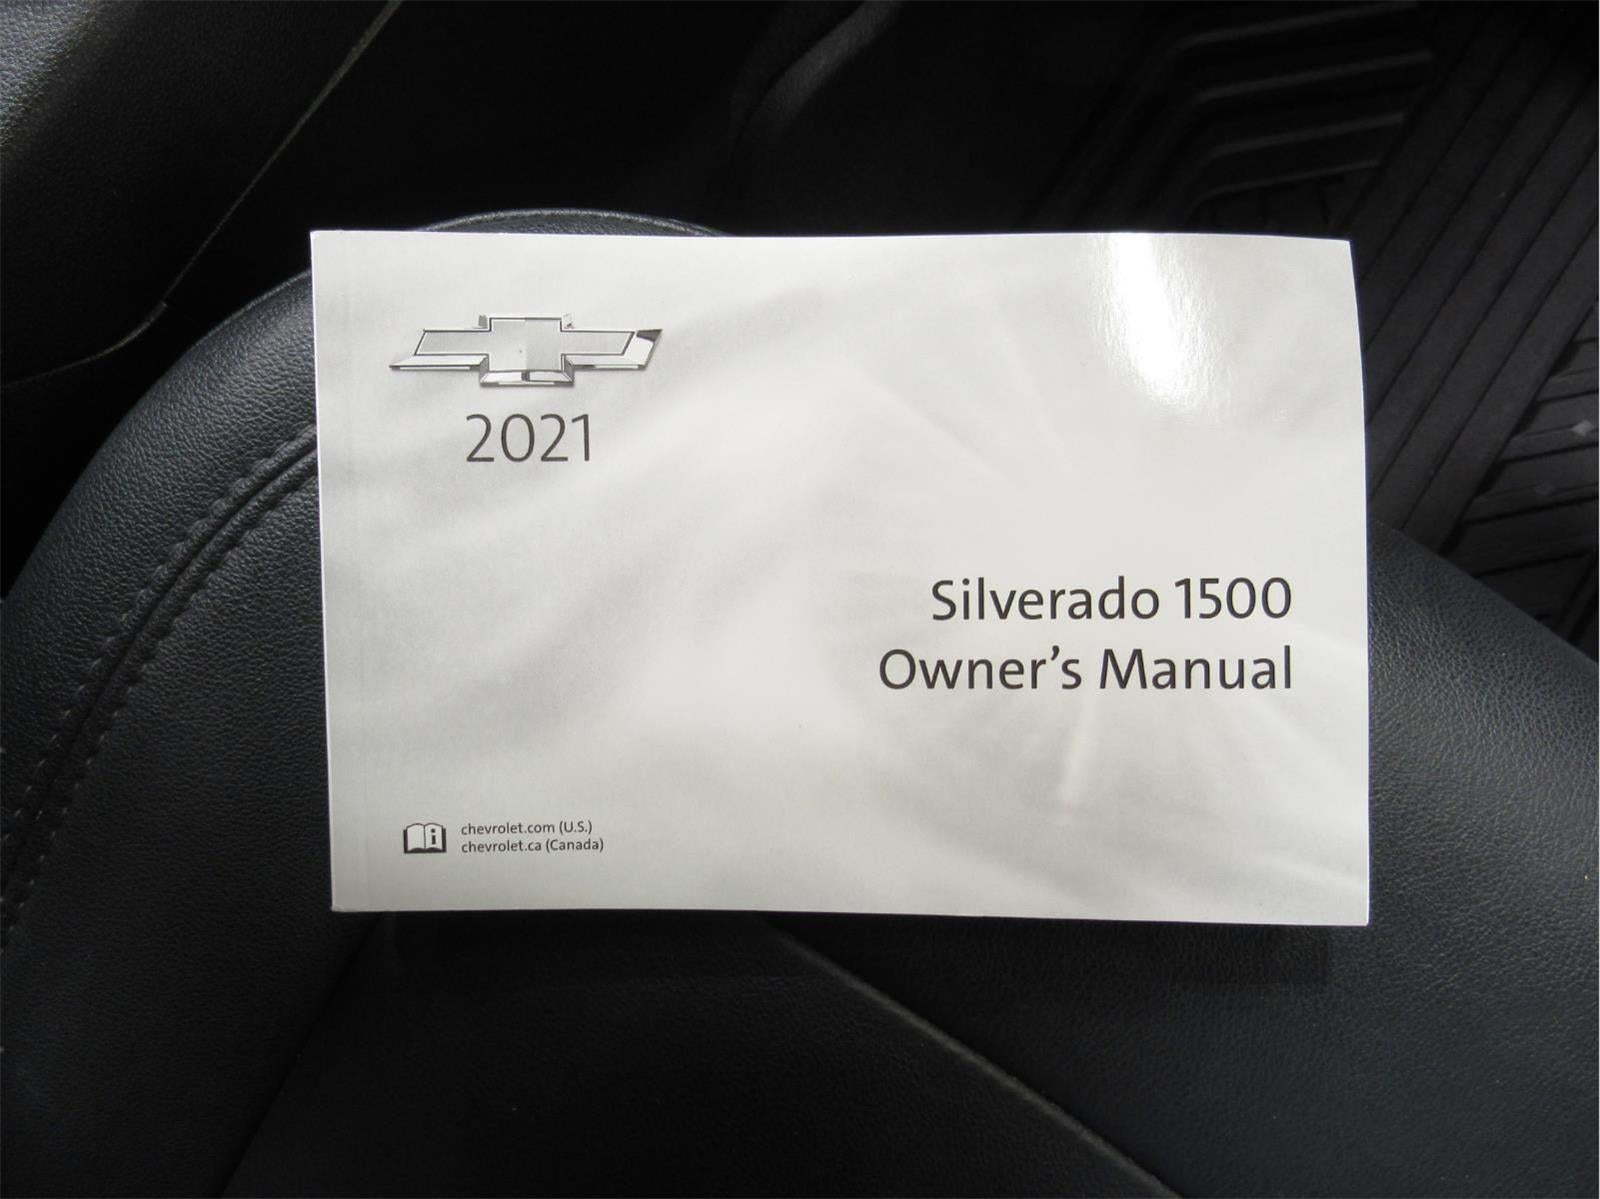 2021
Silverado 1500
Owner’s Manual
chevrolet.com (U.S.)
chevrolet.ca (Canada)